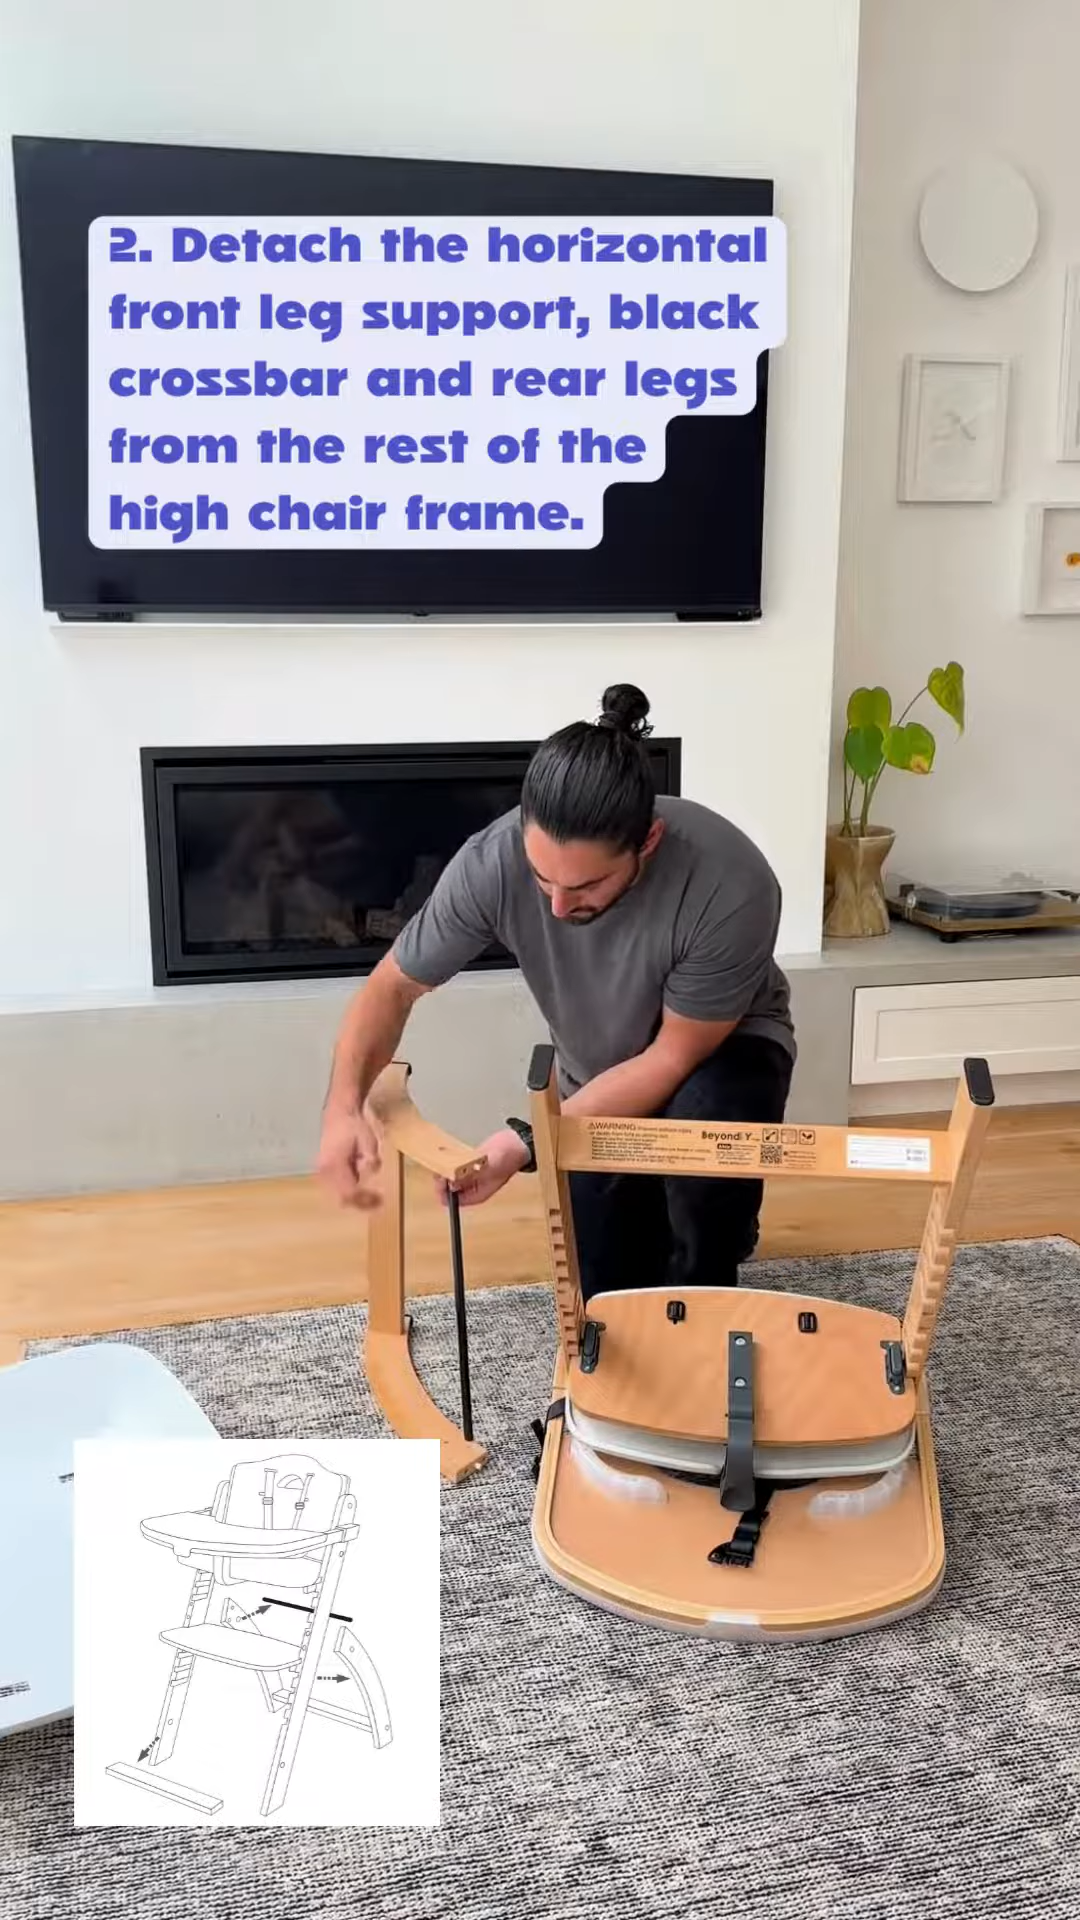 2. Detach the horizontal
front leg support, black
crossbar and rear legs
from the rest of the
high chair frame.
WARNING
Beyond Y